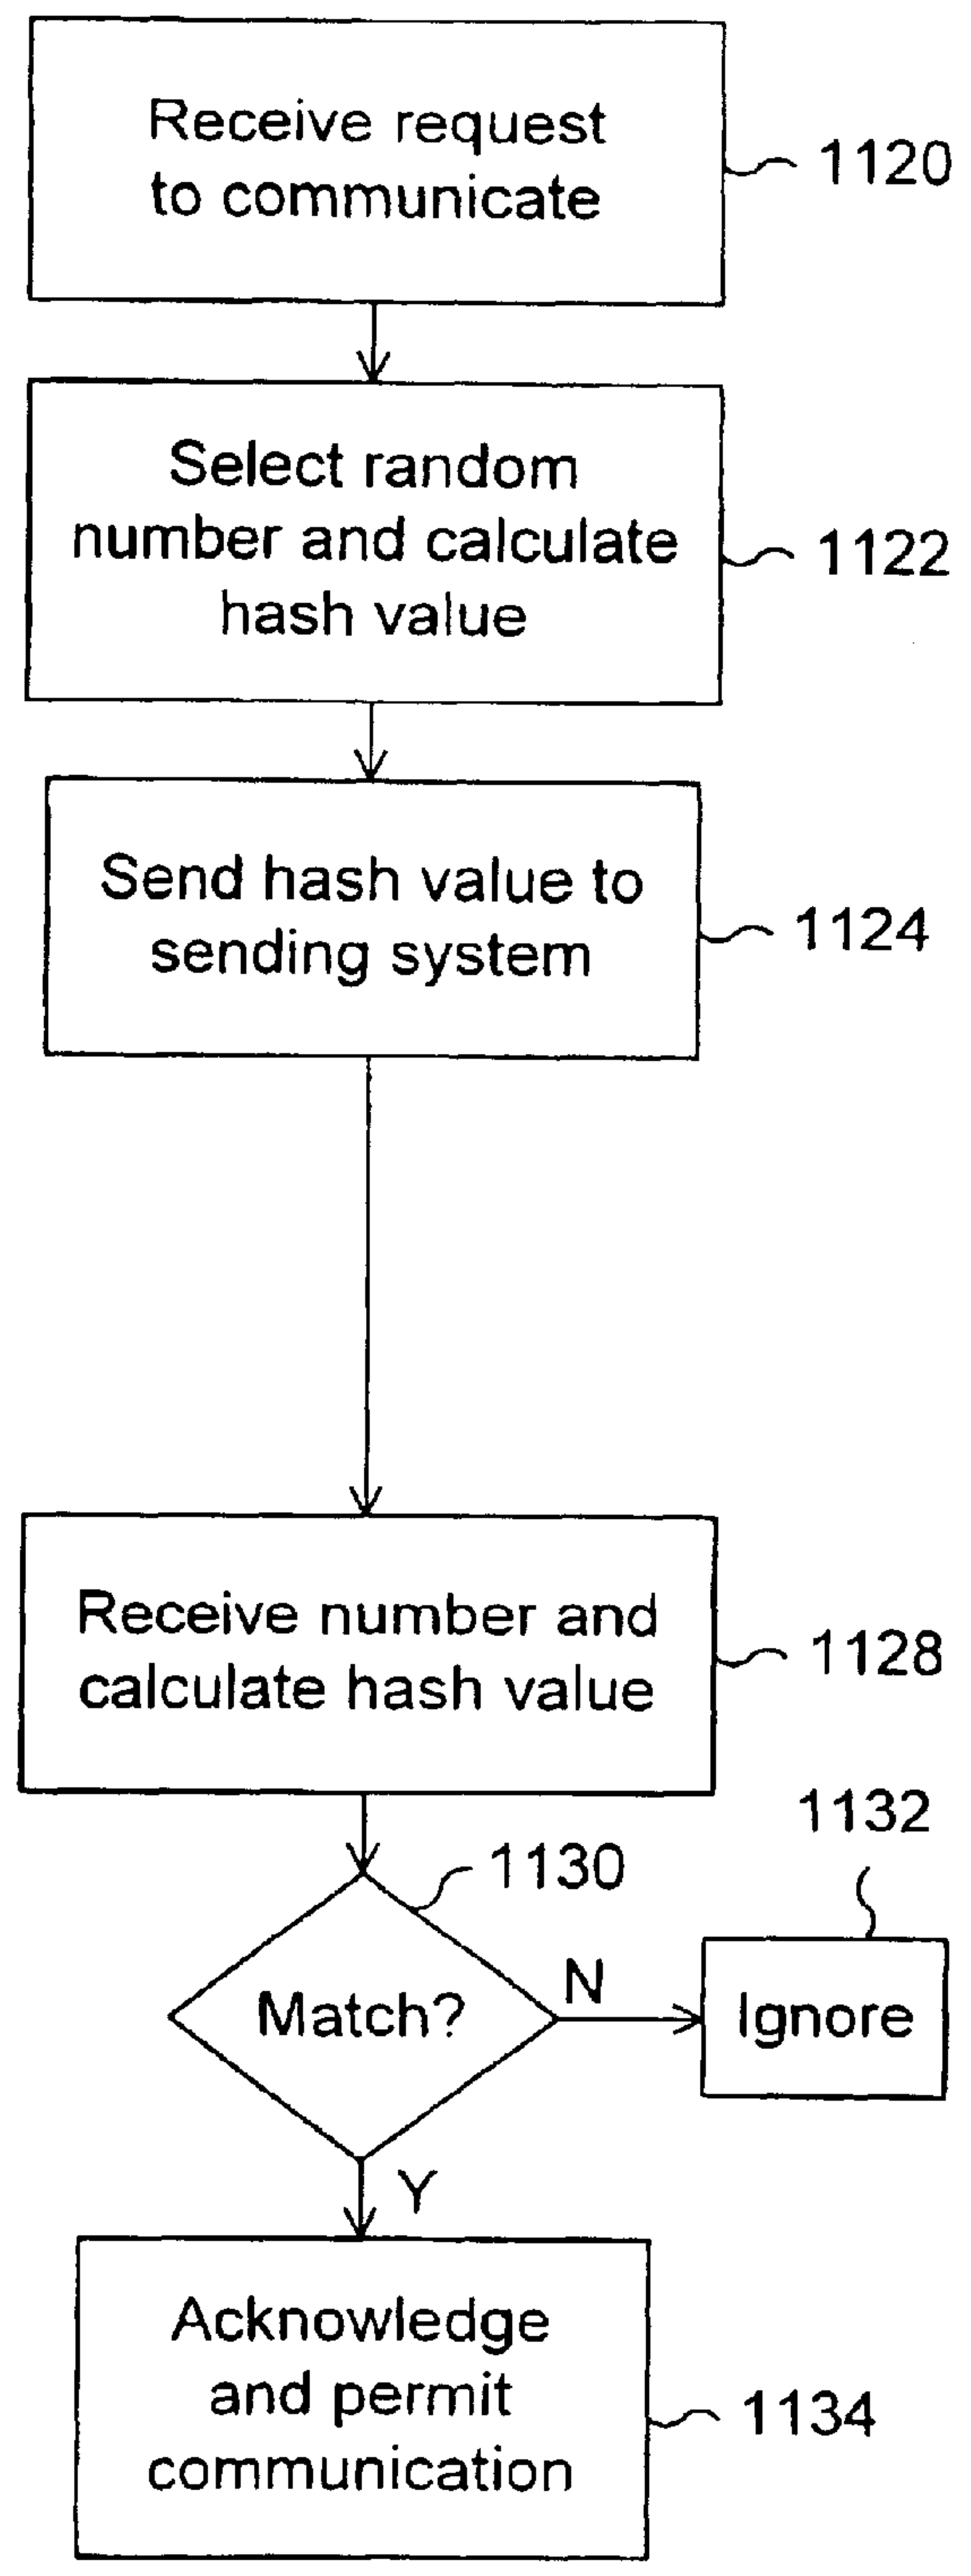 Receive request
to communicate
1120
Select random
number and calculate
hash value
1122
Send hash value to
sending system
1124
Receive number and
calculate hash value
1128
1132
1130
Match?
N
Ignore
Y
Acknowledge
and permit
communication
1134